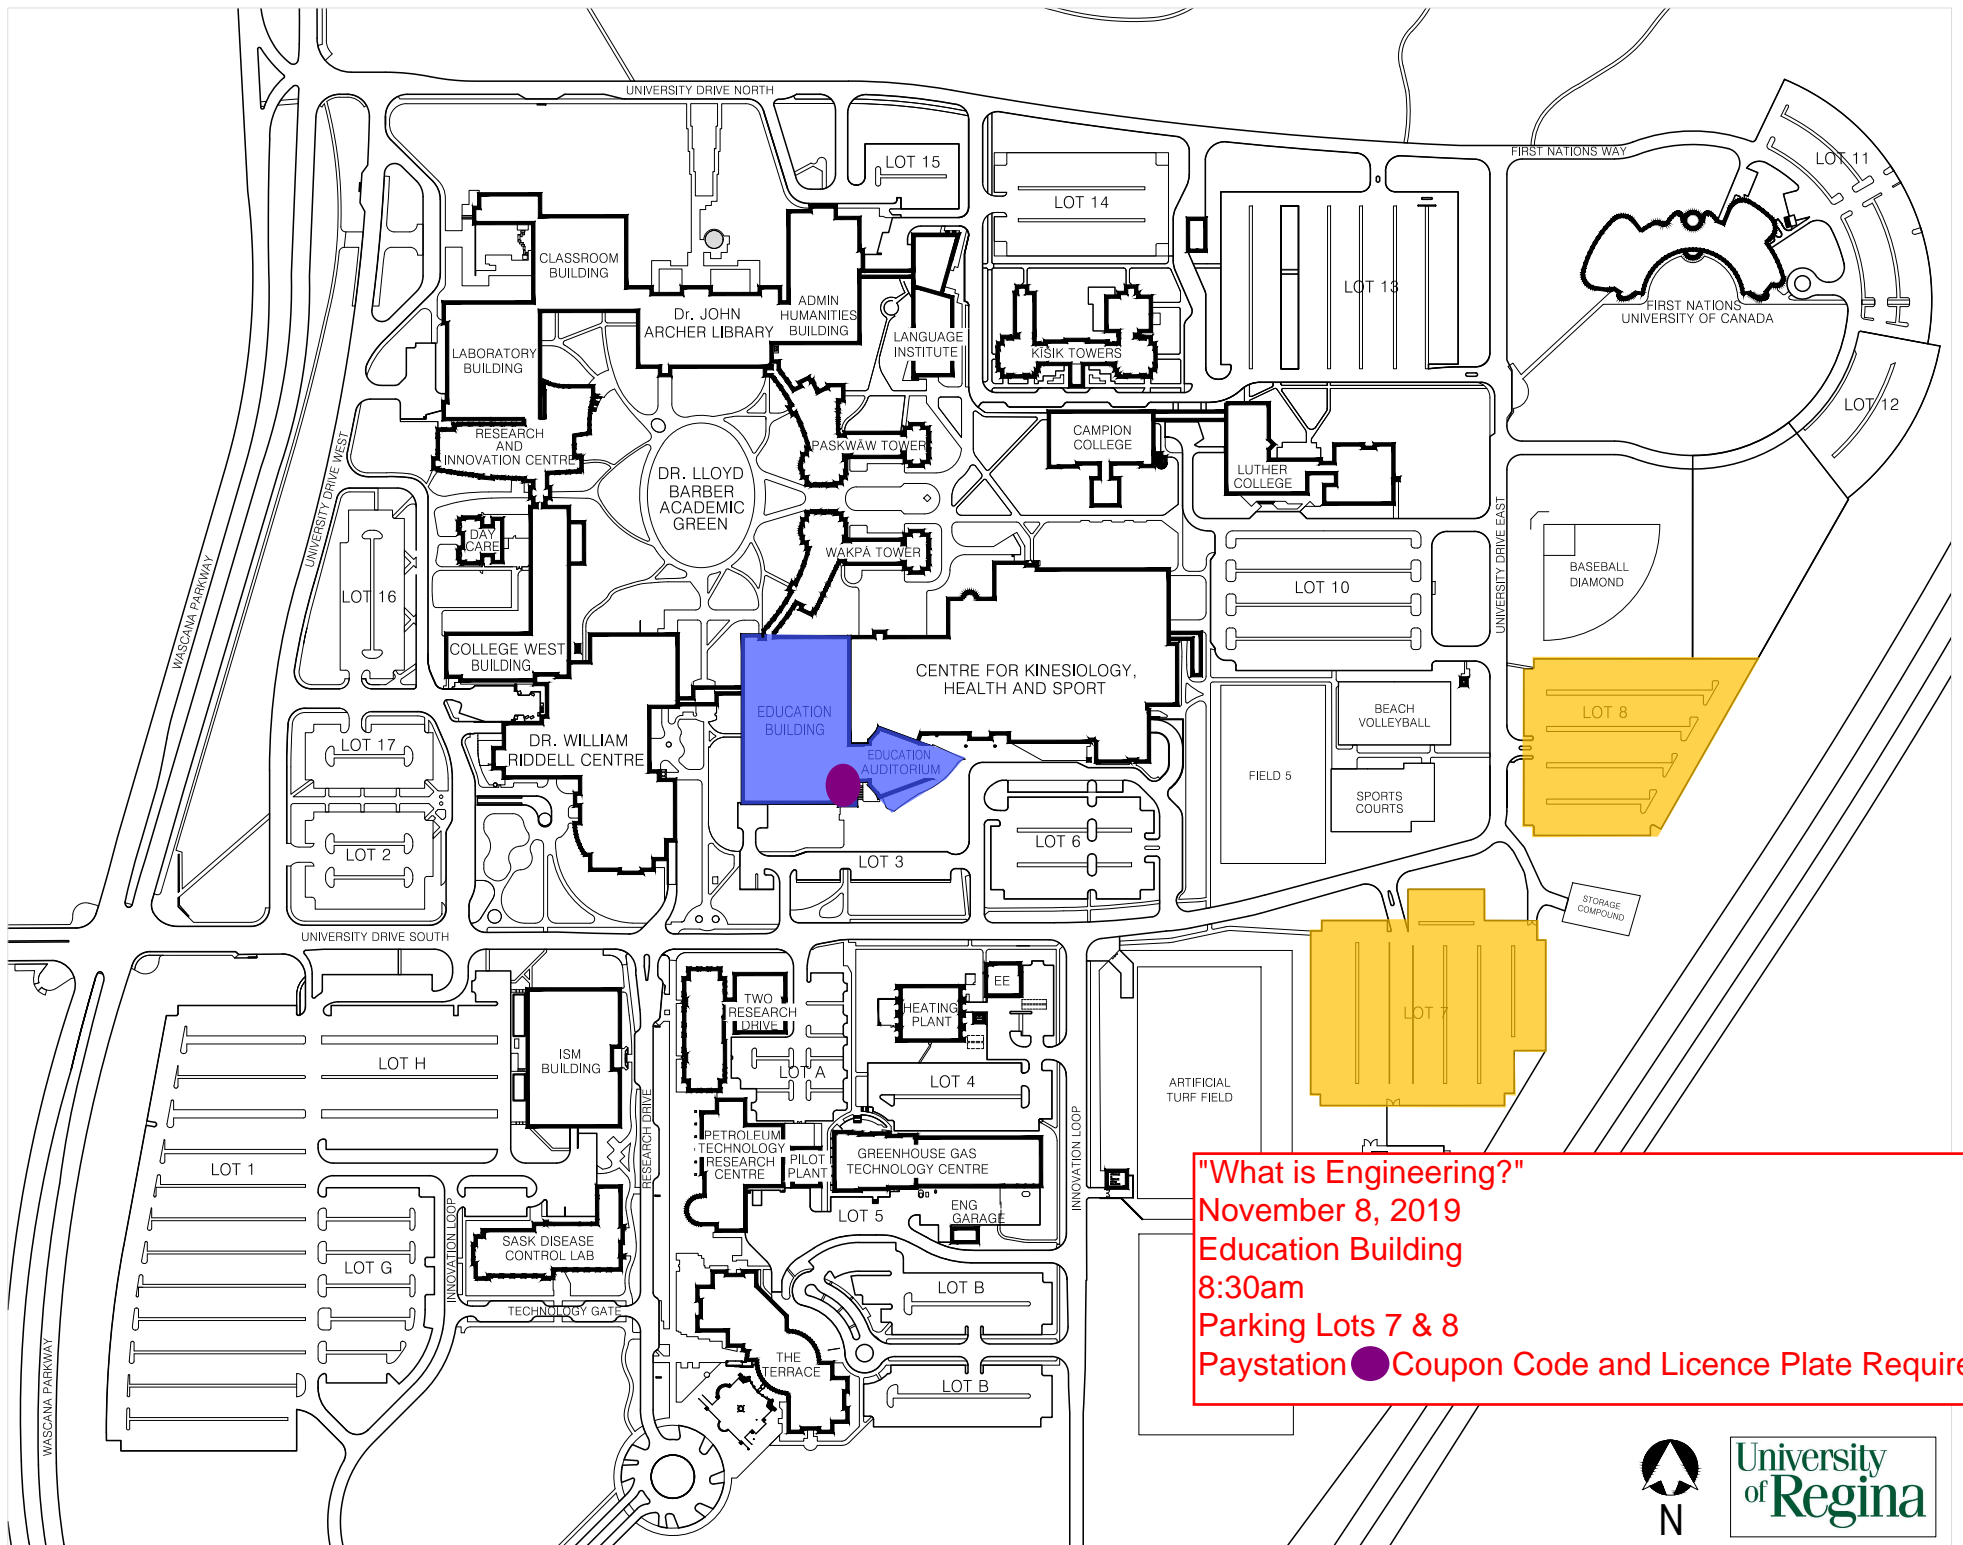 UNIVERSITY DRIVE NORTH
FIRST NATIONS WAY
LOT 11
LOT 15
LOT 14
CLASSROOM
BUILDING
Dr. JOHN
ARCHER LIBRARY
ADMIN
HUMANITIES
BUILDING
LANGUAGE
INSTITUTE
KĪSIK TOWERS
LOT 13
FIRST NATIONS
UNIVERSITY OF CANADA
LABORATORY
BUILDING
LOT 12
RESEARCH
AND
INNOVATION CENTRE
PASKWĀW TOWER
CAMPION
COLLEGE
LUTHER
COLLEGE
DR. LLOYD
BARBER
ACADEMIC
GREEN
UNIVERSITY DRIVE WEST
UNIVERSITY DRIVE EAST
DAY
CARE
WAKPĀ TOWER
BASEBALL
DIAMOND
WASCANA PARKWAY
LOT 16
LOT 10
COLLEGE WEST
BUILDING
CENTRE FOR KINESIOLOGY,
HEALTH AND SPORT
EDUCATION
BUILDING
BEACH
VOLLEYBALL
LOT 8
LOT 17
DR. WILLIAM
RIDDELL CENTRE
EDUCATION
AUDITORIUM
FIELD 5
SPORTS
COURTS
LOT 2
LOT 3
LOT 6
STORAGE
COMPOUND
UNIVERSITY DRIVE SOUTH
TWO
RESEARCH
DRIVE
HEATING
PLANT
EE
LOT 7
LOT H
ISM
BUILDING
LOT A
LOT 4
ARTIFICIAL
TURF FIELD
RESEARCH DRIVE
INNOVATION LOOP
LOT 1
PETROLEUM
TECHNOLOGY
RESEARCH
CENTRE
PILOT
PLANT
GREENHOUSE GAS
TECHNOLOGY CENTRE
LOT 5
ENG
GARAGE
INNOVATION LOOP
SASK DISEASE
CONTROL LAB
LOT G
TECHNOLOGY GATE
LOT B
THE
TERRACE
LOT B
WASCANA PARKWAY
"What is Engineering?"
November 8, 2019
Education Building
8:30am
Parking Lots 7 & 8
Paystation Coupon Code and Licence Plate Require
N
University
of Regina